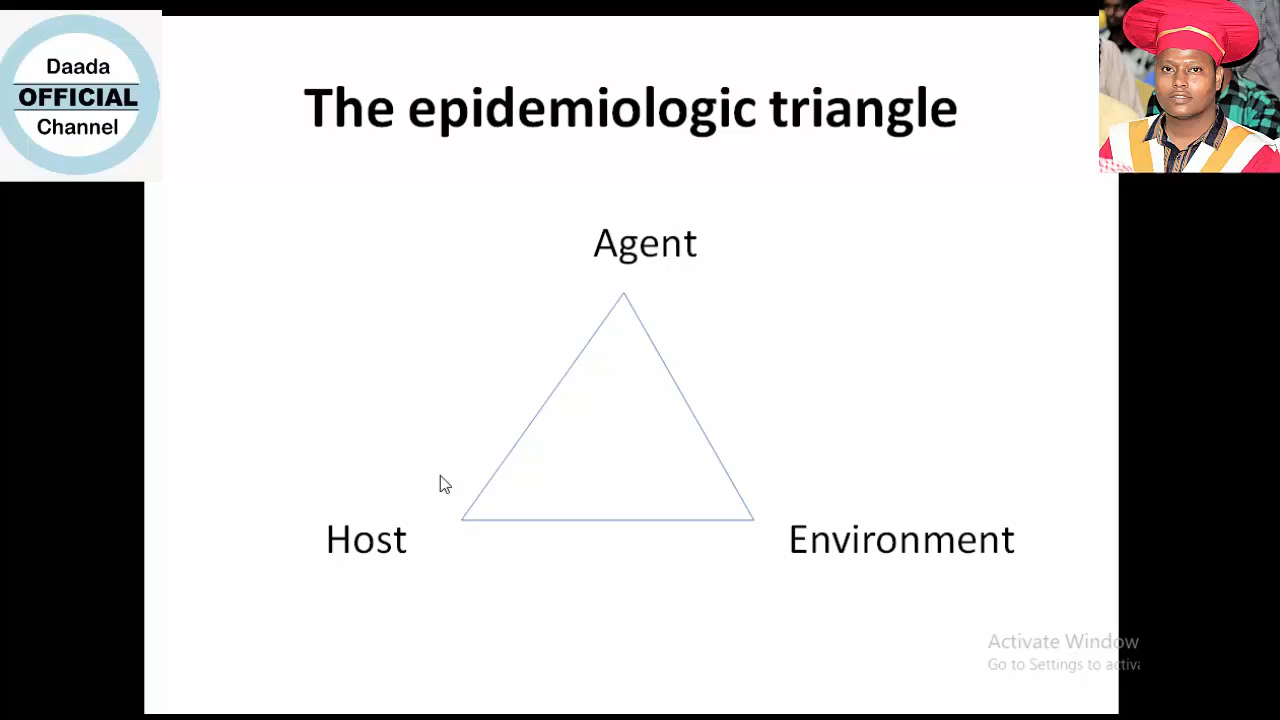 Daada
OFFICIAL
Channel
The epidemiologic triangle
Agent
Host
Environment
Activate Window
Go to Settings to activa